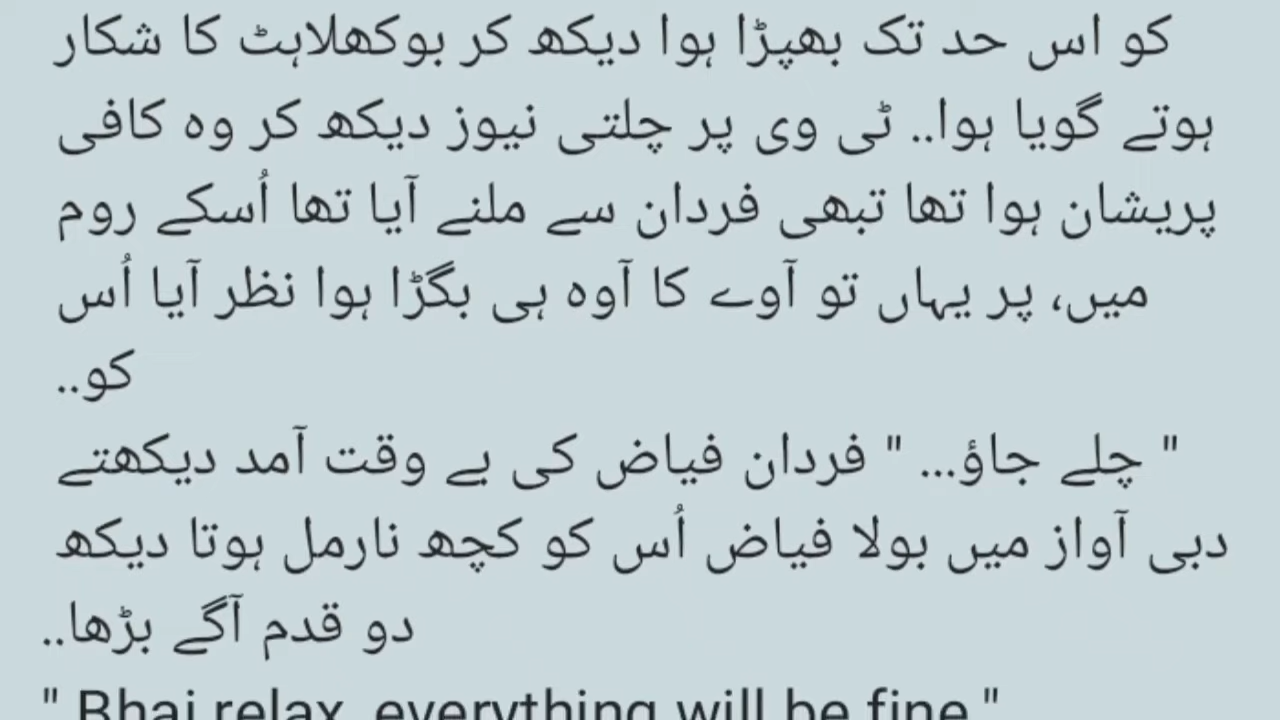 کو اس حد تک بھپڑا ہوا دیکھ کر بوکھلاہٹ کا شکار
ہوتے گویا ہوا.. ٹی وی پر چلتی نیوز دیکھ کر وہ کافی
پریشان ہوا تھا تبھی فردان سے ملنے آیا تھا اُسکے روم
میں، پر یہاں تو آوے کا آوہ ہی بگڑا ہوا نظر آیا اُس
کو..
" چلے جاؤ... " فردان فیاض کی بے وقت آمد دیکھتے
دبی آواز میں بولا فیاض اُس کو کچھ نارمل ہوتا دیکھ
دو قدم آگے بڑھا..
" Bhai relax, everything will be fine "